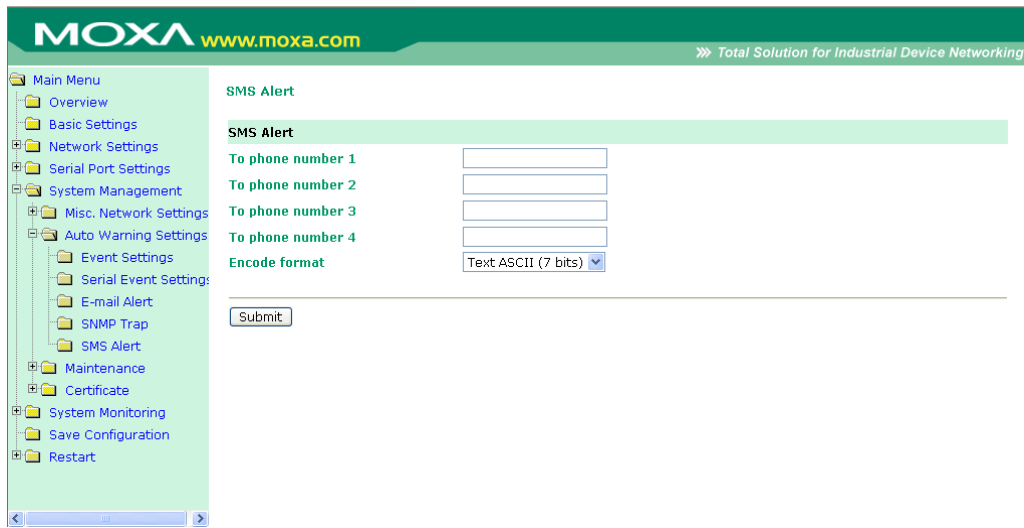 MOXA www.moxa.com
Total Solution for Industrial Device Networking
Main Menu
Overview
Basic Settings
Network Settings
Serial Port Settings
System Management
Misc. Network Settings
Auto Warning Settings
Event Settings
Serial Event Settings
E-mail Alert
SNMP Trap
SMS Alert
Maintenance
Certificate
System Monitoring
Save Configuration
Restart
SMS Alert
SMS Alert
To phone number 1
To phone number 2
To phone number 3
To phone number 4
Encode format Text ASCII (7 bits)
Submit